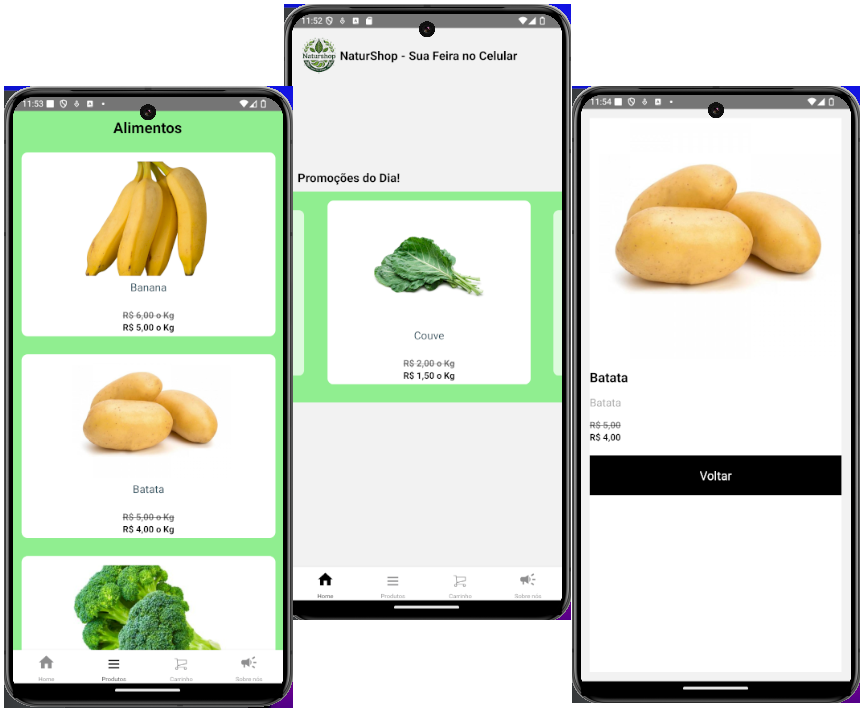 11:53
Alimentos
Banana
R$ 6,00 o Kg
R$ 5,00 o Kg
Batata
R$ 5,00 o Kg
R$ 4,00 o Kg
Home
Produtos
Carrinho
Sobre nós
11:52
Naturshop
NaturShop - Sua Feira no Celular
Promoções do Dia!
Couve
R$ 2,00 o Kg
R$ 1,50 o Kg
Home
Produtos
Carrinho
Sobre nós
11:54
Batata
Batata
R$ 5,00
R$ 4,00
Voltar